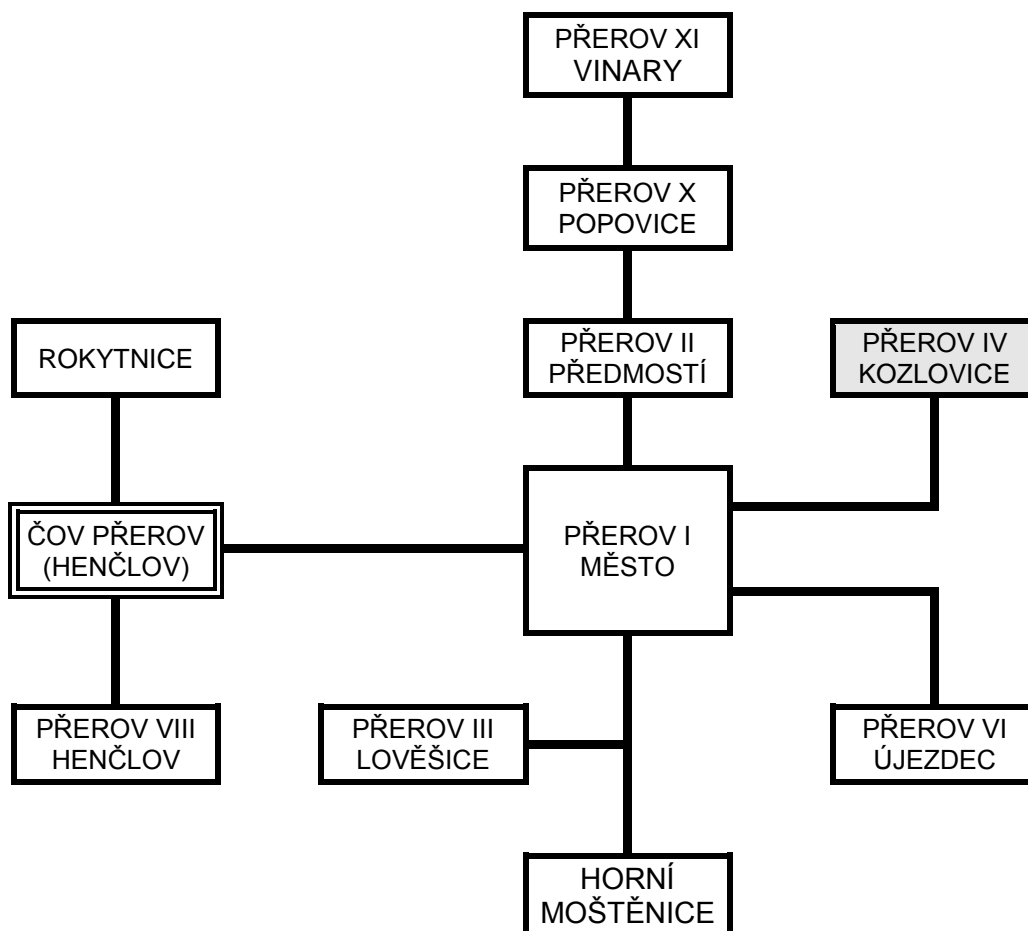 PŘEROV XI
VINARY
PŘEROV X
POPOVICE
ROKYTNICE
PŘEROV II
PŘEDMOSTÍ
PŘEROV IV
KOZLOVICE
ČOV PŘEROV
(HENČLOV)
PŘEROV I
MĚSTO
PŘEROV VIII
HENČLOV
PŘEROV III
LOVĚŠICE
PŘEROV VI
ÚJEZDEC
HORNÍ
MOŠTĚNICE